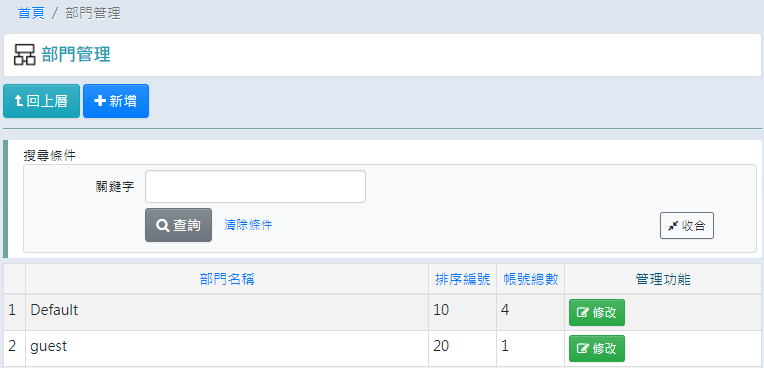 首頁 / 部門管理
部門管理
回上層 新增
搜尋條件
關鍵字
查詢 清除條件 收合
部門名稱 排序編號 帳號總數 管理功能
1 Default 10 4 修改
2 guest 20 1 修改